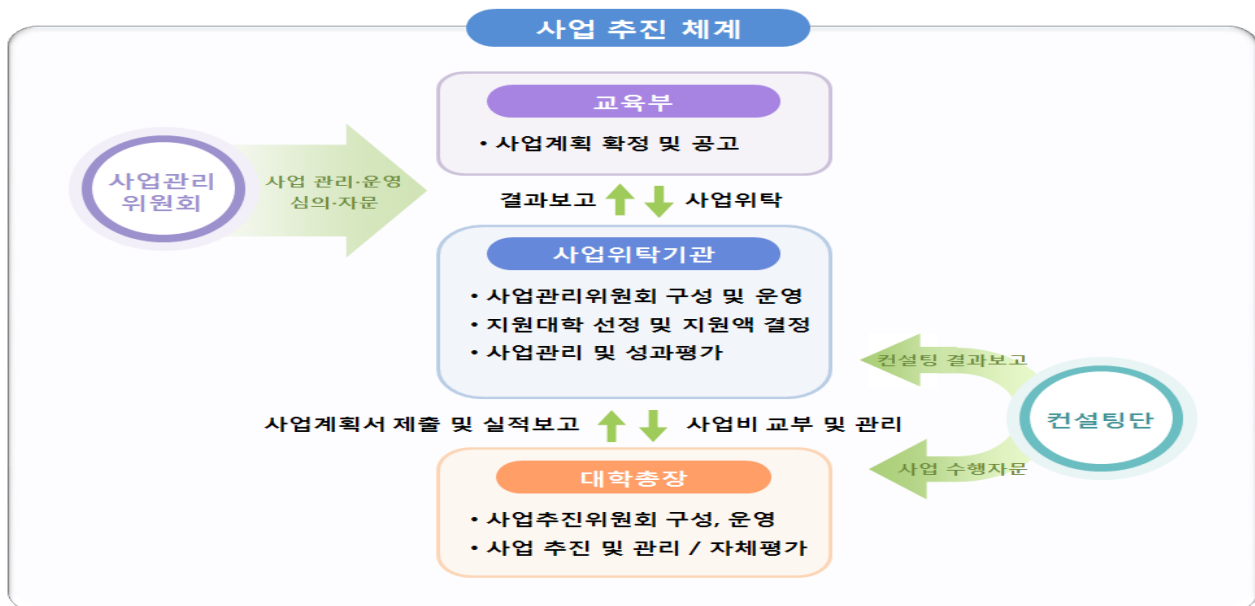 사업 추진 체계
교육부
• 사업계획 확정 및 공고
사업관리
위원회
사업 관리·운영
심의·자문
결과보고 사업위탁
사업위탁기관
• 사업관리위원회 구성 및 운영
• 지원대학 선정 및 지원액 결정
• 사업관리 및 성과평가
컨설팅 결과보고
컨설팅단
사업 수행자문
사업계획서 제출 및 실적보고 사업비 교부 및 관리
대학총장
• 사업추진위원회 구성, 운영
• 사업 추진 및 관리 / 자체평가